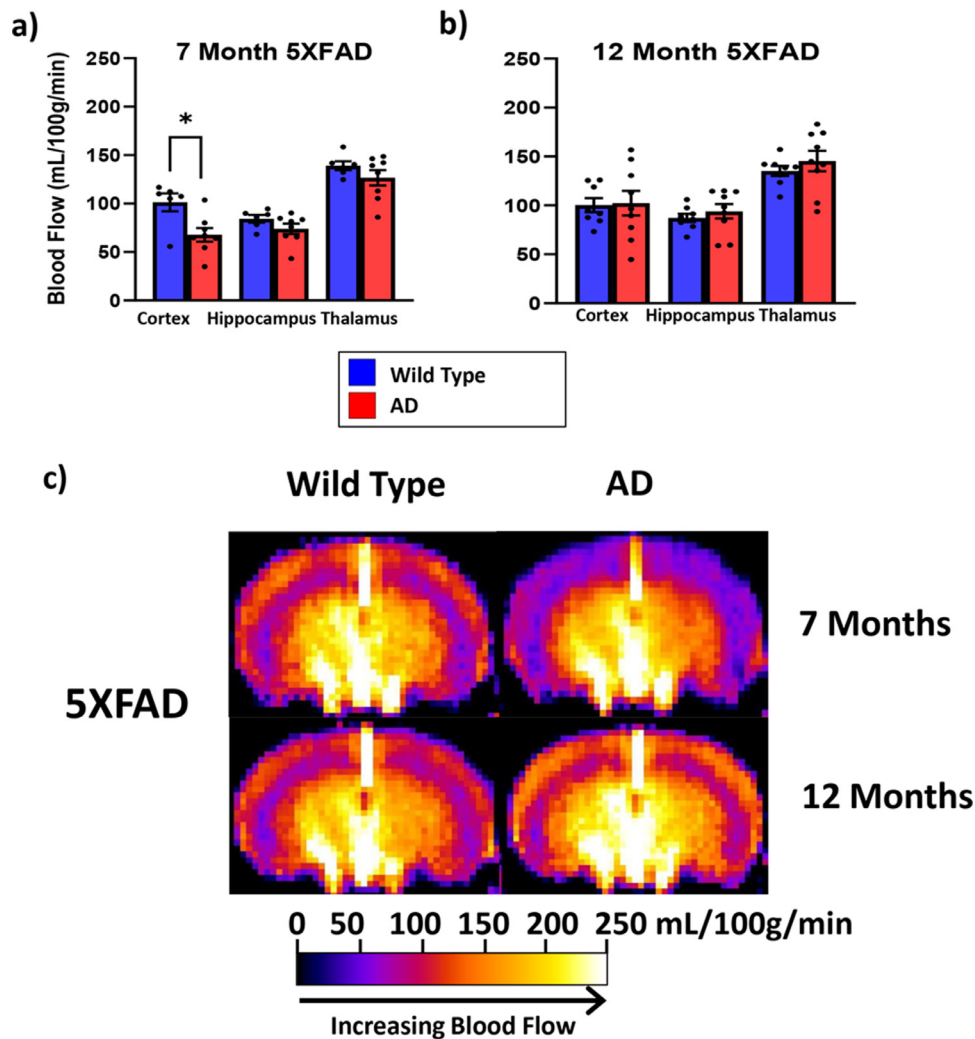 a)
7 Month 5XFAD
Blood Flow (mL/100g/min)
250
200
150
100
50
0
*
Cortex Hippocampus Thalamus
b)
12 Month 5XFAD
250
200
150
100
50
0
Cortex Hippocampus Thalamus
Wild Type
AD
c)
Wild Type AD
5XFAD
7 Months
12 Months
0 50 100 150 200 250 mL/100g/min
Increasing Blood Flow